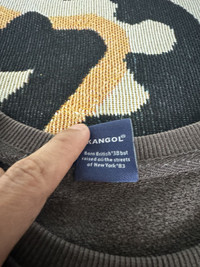 KANGOL®
Born British '38 but
raised on the streets
of New York '83